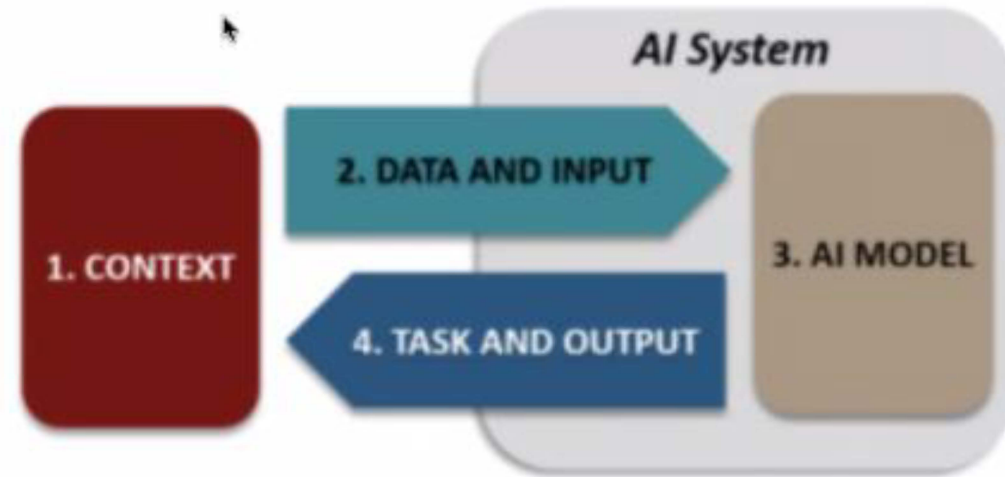 AI System
1. CONTEXT
2. DATA AND INPUT
3. AI MODEL
4. TASK AND OUTPUT